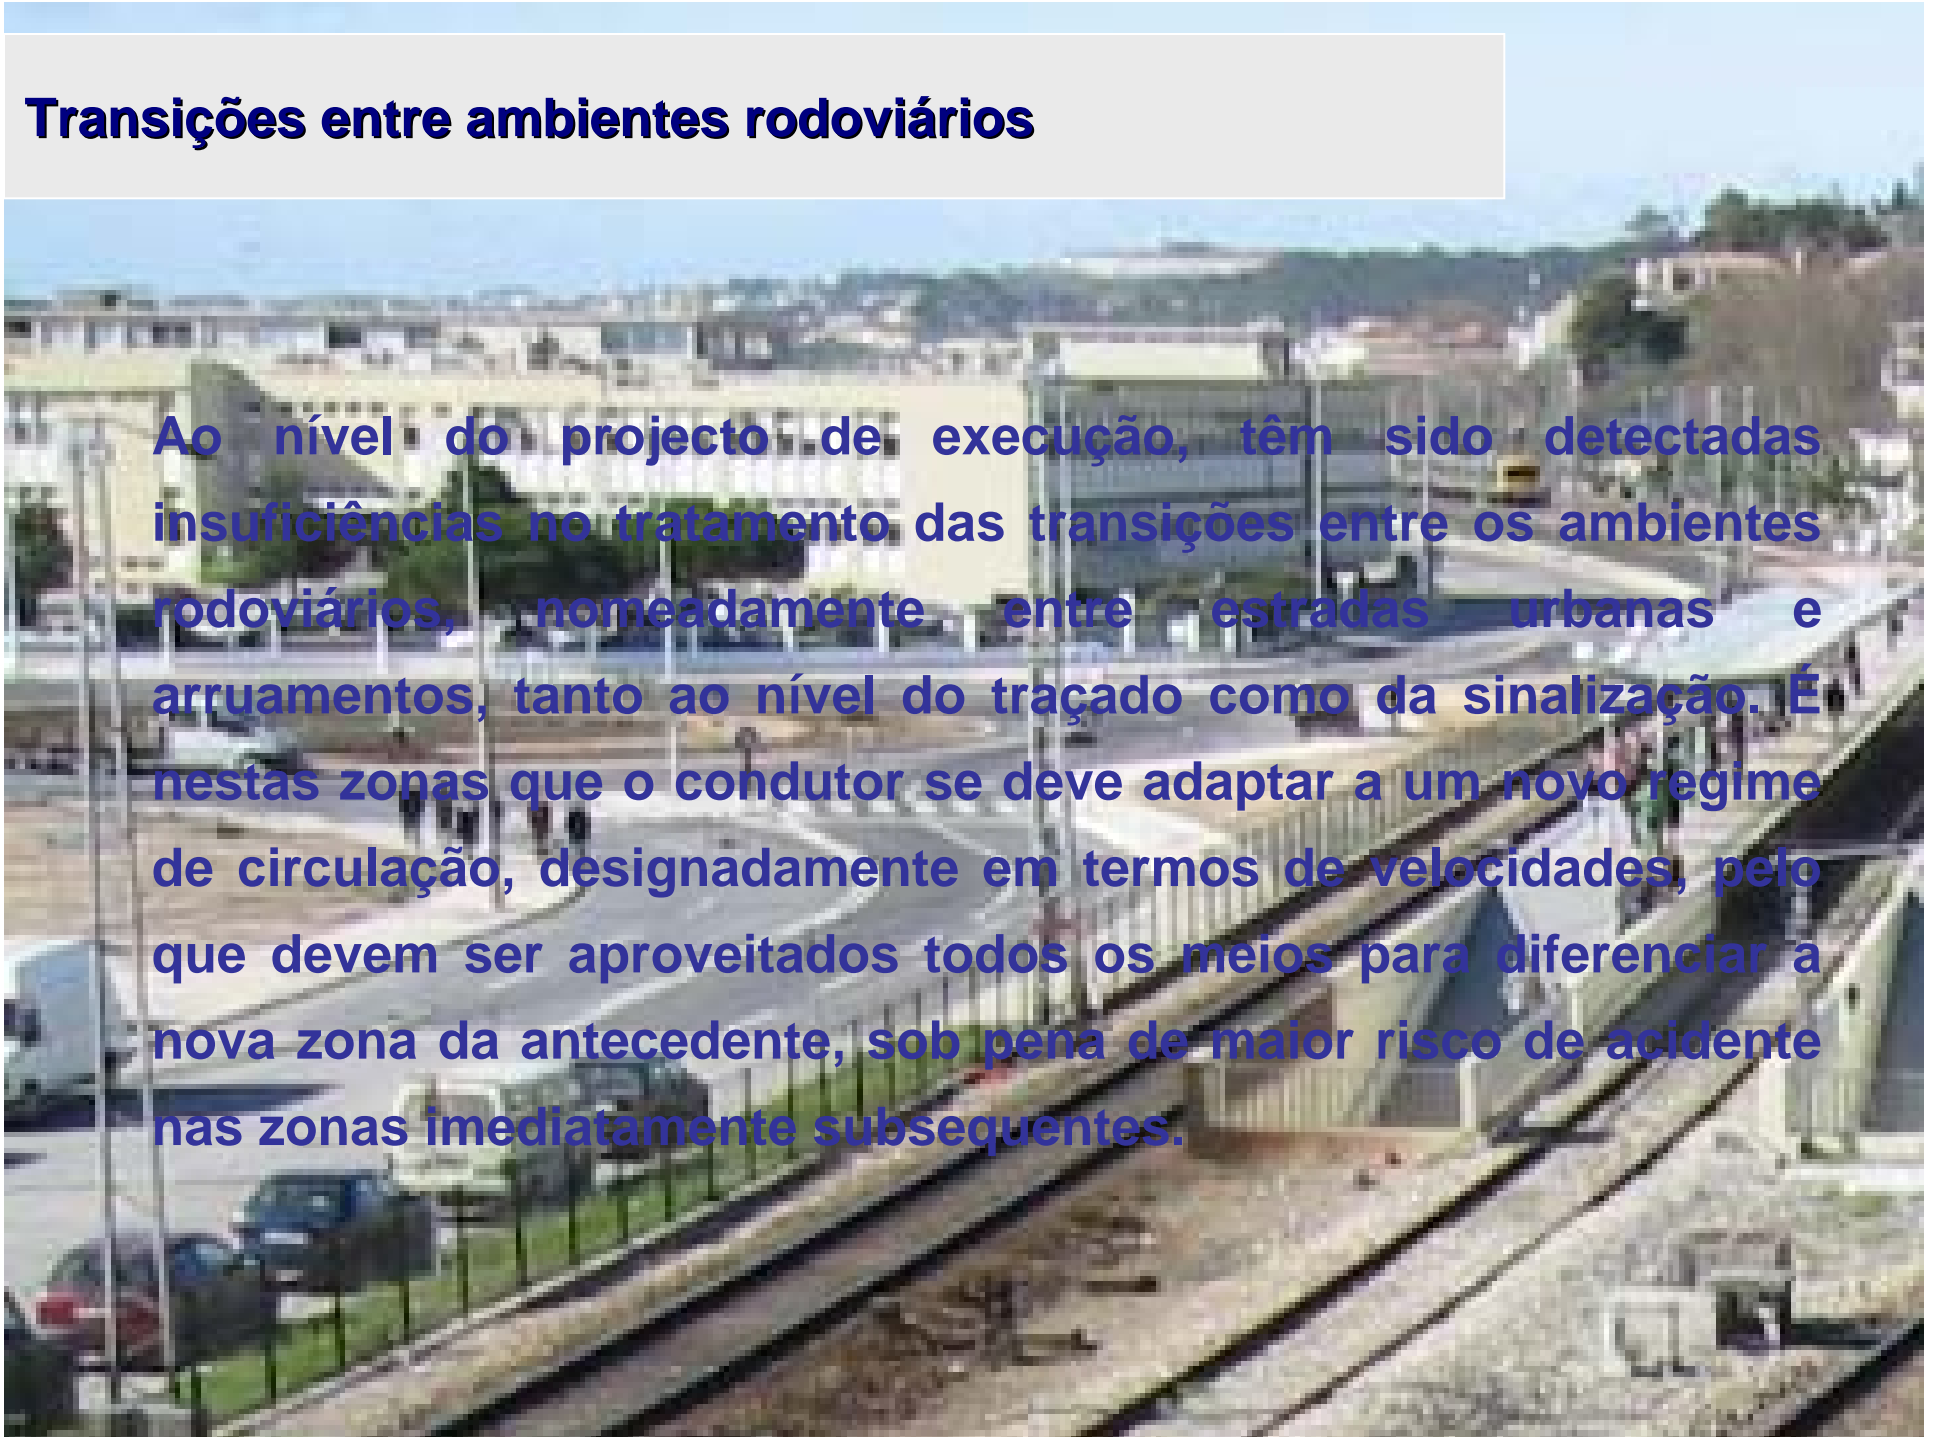 Transições entre ambientes rodoviários
Ao nível do projecto de execução, têm sido detectadas
insuficiências no tratamento das transições entre os ambientes
rodoviários, nomeadamente entre estradas urbanas e
arruamentos, tanto ao nível do traçado como da sinalização. É
nestas zonas que o condutor se deve adaptar a um novo regime
de circulação, designadamente em termos de velocidades, pelo
que devem ser aproveitados todos os meios para diferenciar a
nova zona da antecedente, sob pena de maior risco de acidente
nas zonas imediatamente subsequentes.